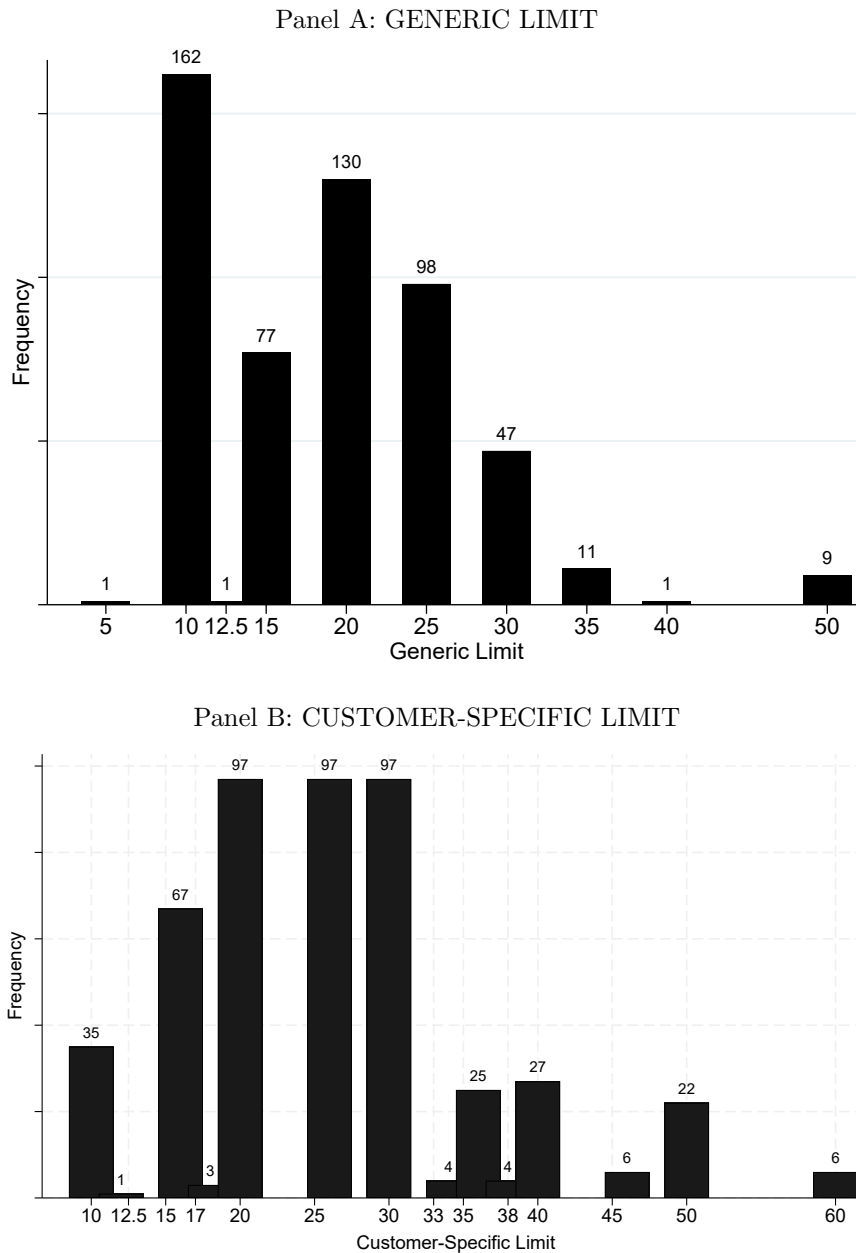 Panel A: GENERIC LIMIT
162
130
98
77
47
11
9
1
1
1
Frequency
5 10 12.5 15 20 25 30 35 40 50
Generic Limit
Panel B: CUSTOMER-SPECIFIC LIMIT
97 97 97
67
35
27
25
22
6 6
4 4
3
1
Frequency
10 12.5 15 17 20 25 30 33 35 38 40 45 50 60
Customer-Specific Limit